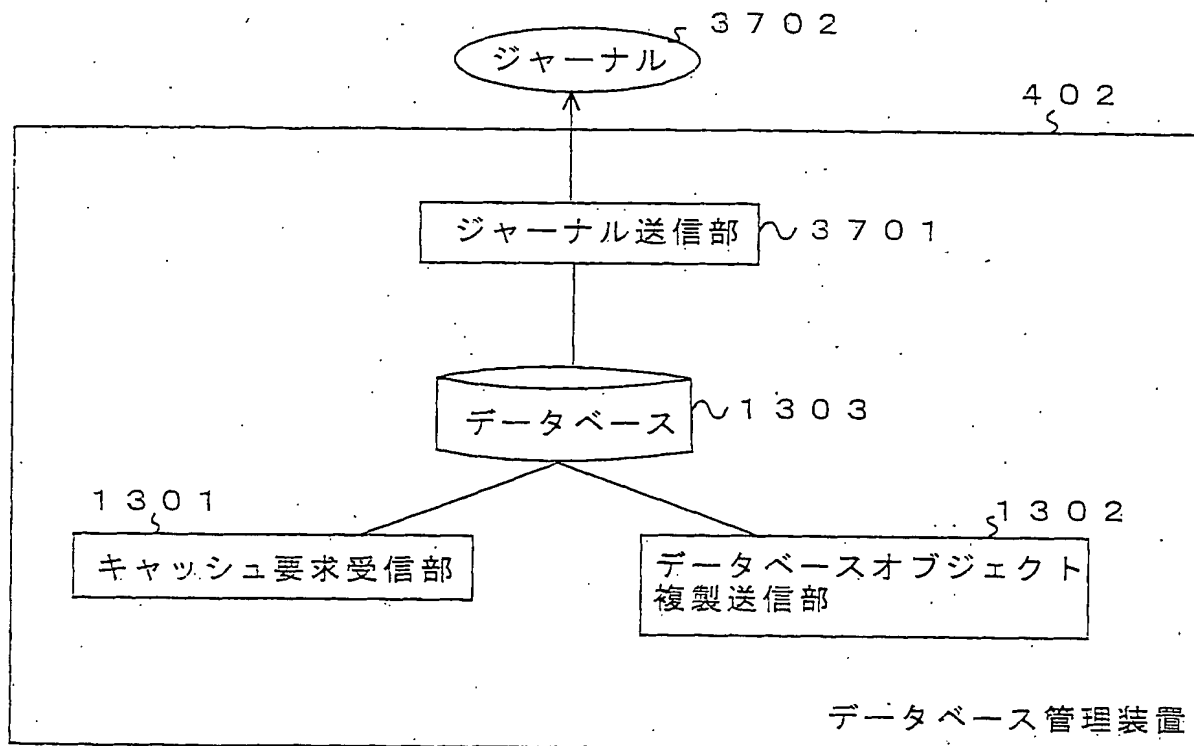 ３７０２
ジャーナル
４０２
ジャーナル送信部
３７０１
データベース
１３０３
１３０１
キャッシュ要求受信部
１３０２
データベースオブジェクト
複製送信部
データベース管理装置